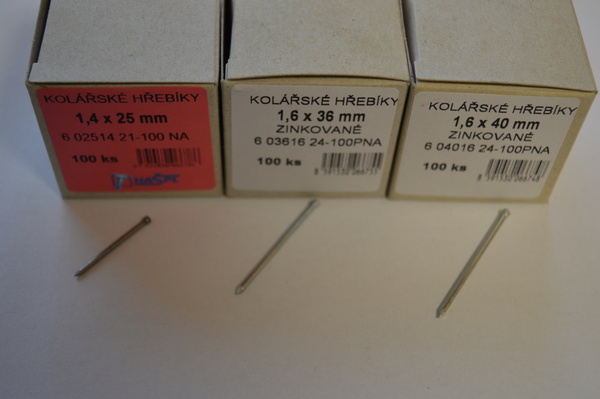 KOLÁŘSKÉ HŘEBÍKY
1,4 x 25 mm
6 02514 21-100 NA
100 ks
KOLÁŘSKÉ HŘEBÍKY
1,6 x 36 mm
ZINKOVANÉ
6 03616 24-100PNA
100 ks
KOLÁŘSKÉ HŘEBÍKY
1,6 x 40 mm
ZINKOVANÉ
6 04016 24-100PNA
100 ks